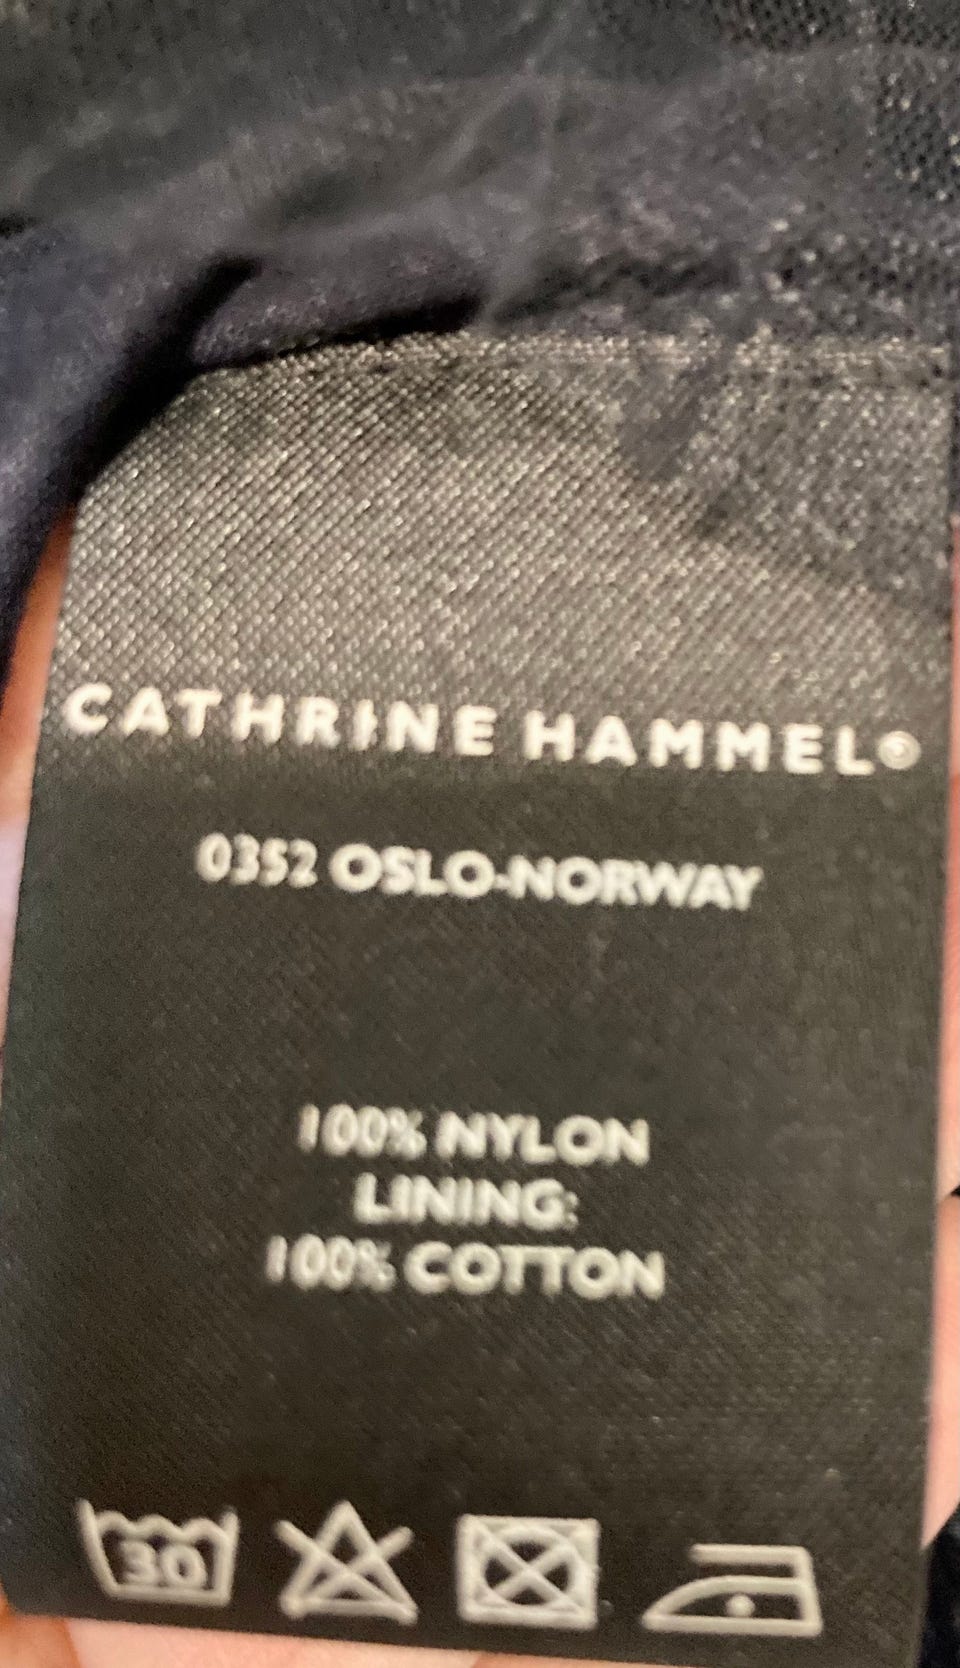 CATHRINE HAMMEL®
0352 OSLO-NORWAY
100% NYLON
LINING:
100% COTTON
30